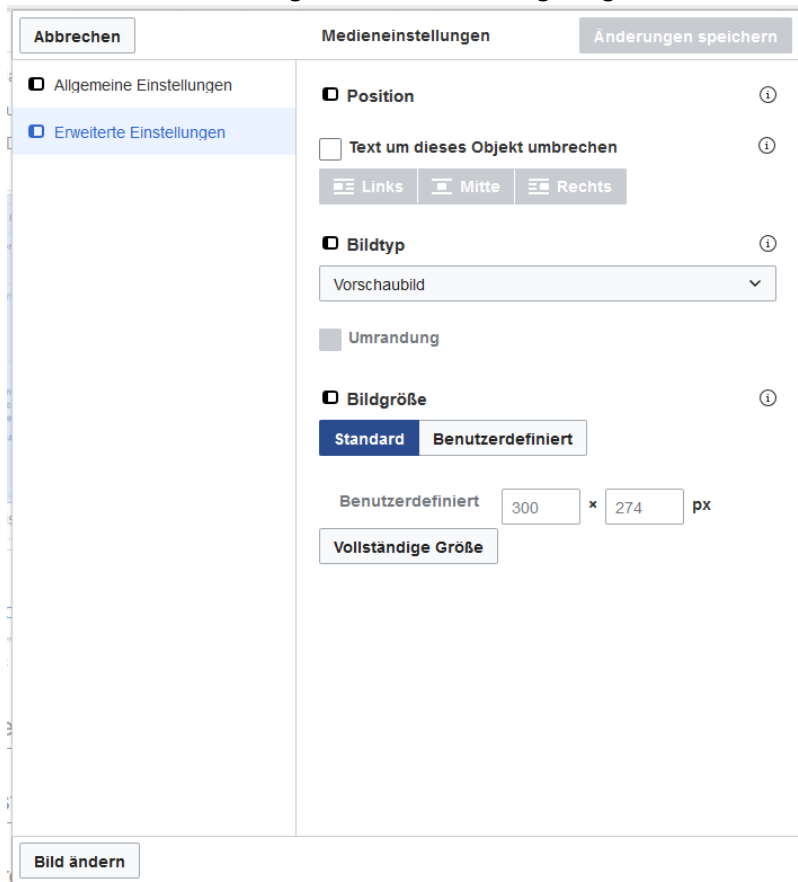 Abbrechen Medieneinstellungen Änderungen speichern
Allgemeine Einstellungen
Erweiterte Einstellungen
Position
Text um dieses Objekt umbrechen
Links Mitte Rechts
Bildtyp
Vorschaubild
Umrandung
Bildgröße
Standard Benutzerdefiniert
Benutzerdefiniert 300 × 274 px
Vollständige Größe
Bild ändern